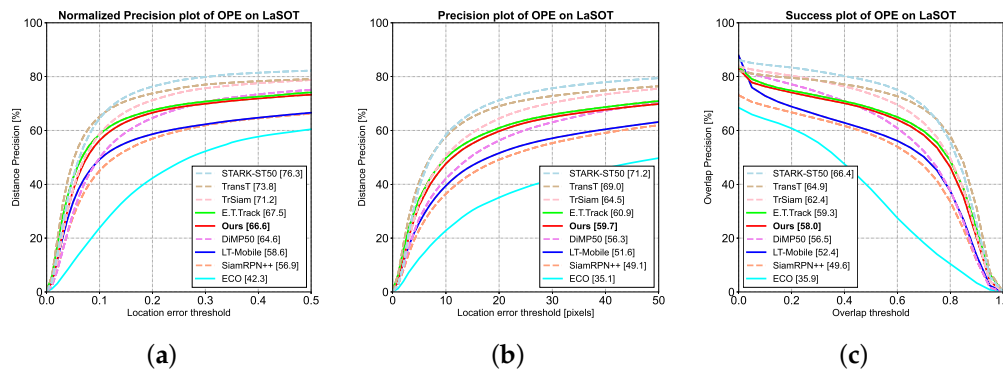 Normalized Precision plot of OPE on LaSOT
100
80
60
40
20
0
Distance Precision [%]
0.0 0.1 0.2 0.3 0.4 0.5
Location error threshold
STARK-ST50 [76.3]
TransT [73.8]
TrSiam [71.2]
E.T.Track [67.5]
Ours [66.6]
DiMP50 [64.6]
LT-Mobile [58.6]
SiamRPN++ [56.9]
ECO [42.3]
(a)
Precision plot of OPE on LaSOT
100
80
60
40
20
0
Distance Precision [%]
0 10 20 30 40 50
Location error threshold [pixels]
STARK-ST50 [71.2]
TransT [69.0]
TrSiam [64.5]
E.T.Track [60.9]
Ours [59.7]
DiMP50 [56.3]
LT-Mobile [51.6]
SiamRPN++ [49.1]
ECO [35.1]
(b)
Success plot of OPE on LaSOT
100
80
60
40
20
0
Overlap Precision [%]
0.0 0.2 0.4 0.6 0.8 1.0
Overlap threshold
STARK-ST50 [66.4]
TransT [64.9]
TrSiam [62.4]
E.T.Track [59.3]
Ours [58.0]
DiMP50 [56.5]
LT-Mobile [52.4]
SiamRPN++ [49.6]
ECO [35.9]
(c)